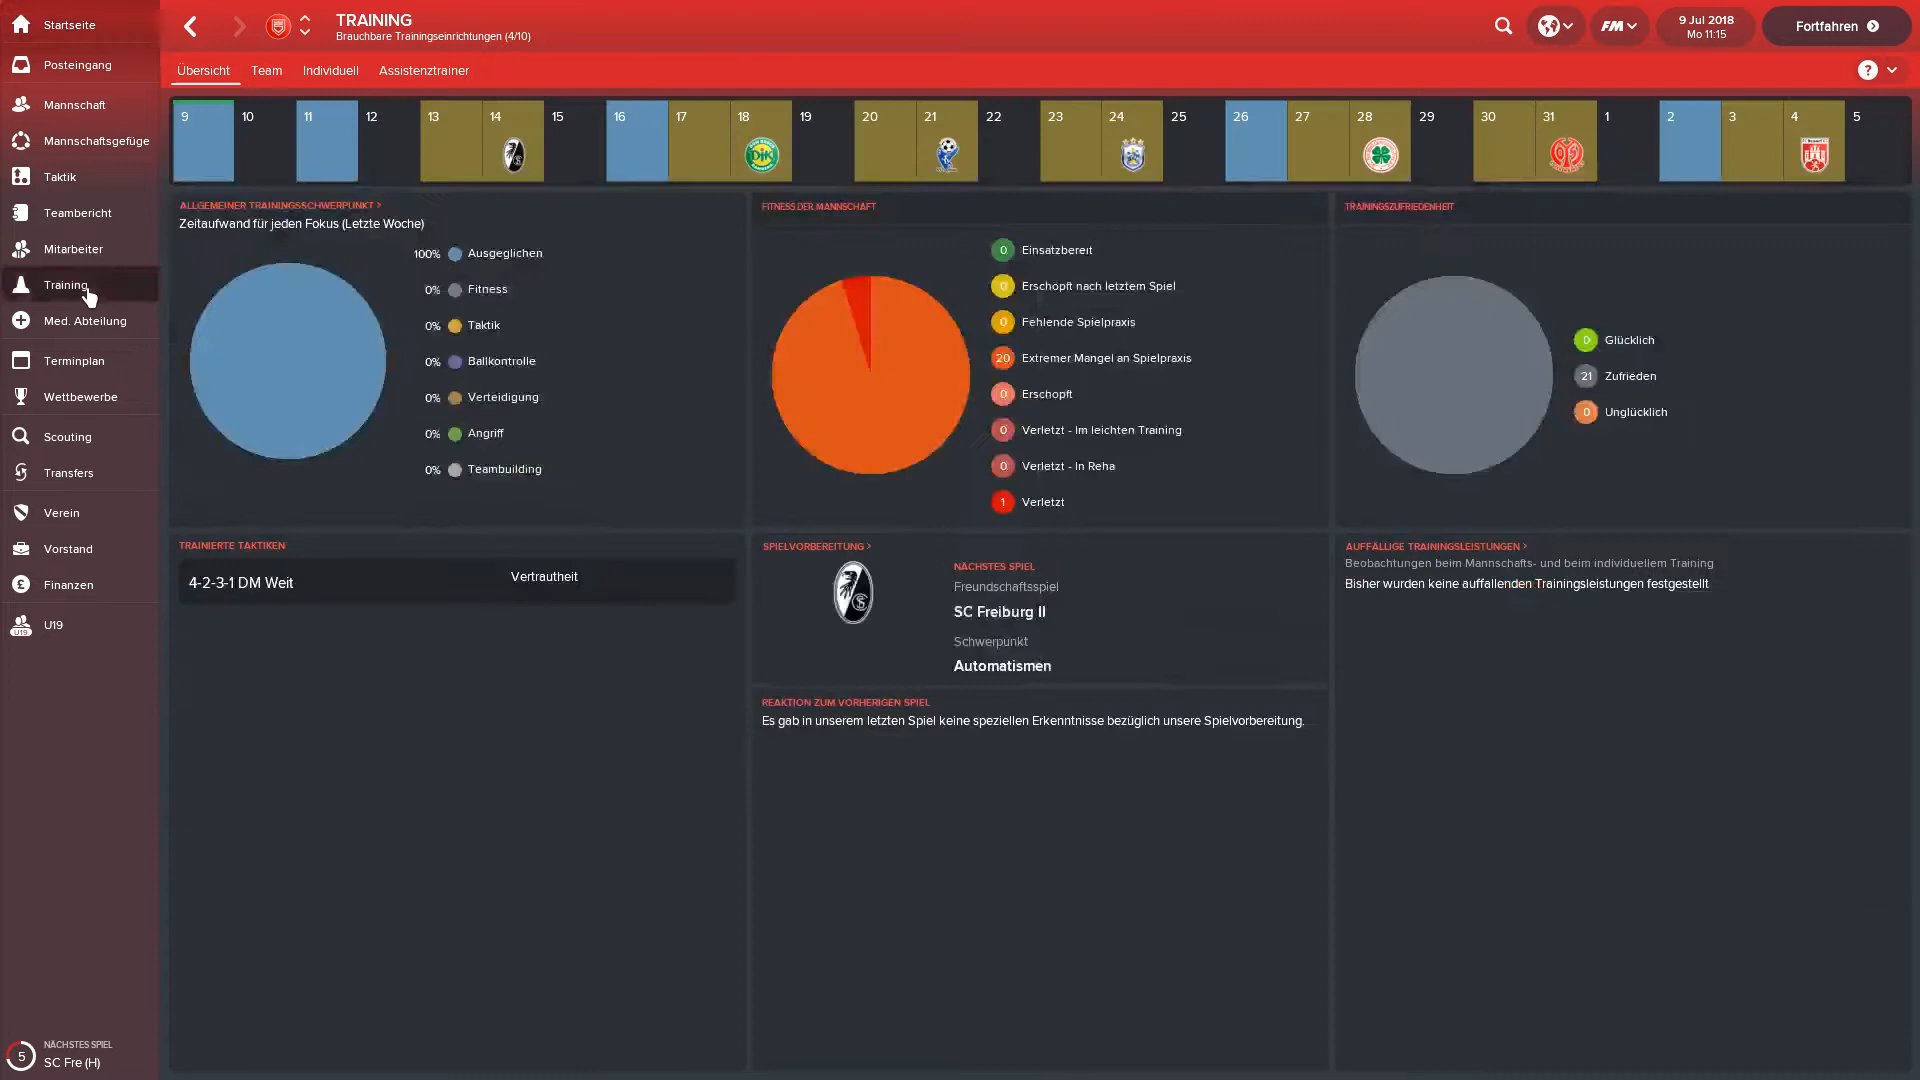 Startseite
Posteingang
Mannschaft
Mannschaftsgefüge
Taktik
Teambericht
Mitarbeiter
Training
Med. Abteilung
Terminplan
Wettbewerbe
Scouting
Transfers
Verein
Vorstand
Finanzen
U19
U19
5
NÄCHSTES SPIEL
SC Fre (H)
TRAINING
Brauchbare Trainingseinrichtungen (4/10)
FM
9 Jul 2018
Mo 11:15
Fortfahren
Übersicht Team Individuell Assistenztrainer
?
9 10 11 12 13 14 15 16 17 18 19 20 21 22 23 24 25 26 27 28 29 30 31 1 2 3 4 5
ALLGEMEINER TRAININGSSCHWERPUNKT >
Zeitaufwand für jeden Fokus (Letzte Woche)
100% Ausgeglichen
0% Fitness
0% Taktik
0% Ballkontrolle
0% Verteidigung
0% Angriff
0% Teambuilding
FITNESS DER MANNSCHAFT
0 Einsatzbereit
0 Erschöpft nach letztem Spiel
0 Fehlende Spielpraxis
20 Extremer Mangel an Spielpraxis
0 Erschöpft
0 Verletzt - Im leichten Training
0 Verletzt - In Reha
1 Verletzt
TRAININGSZUFRIEDENHEIT
0 Glücklich
21 Zufrieden
0 Unglücklich
TRAINIERTE TAKTIKEN
4-2-3-1 DM Weit Vertrautheit
SPIELVORBEREITUNG >
NÄCHSTES SPIEL
Freundschaftsspiel
SC Freiburg II
Schwerpunkt
Automatismen
REAKTION ZUM VORHERIGEN SPIEL
Es gab in unserem letzten Spiel keine speziellen Erkenntnisse bezüglich unsere Spielvorbereitung.
AUFFÄLLIGE TRAININGSLEISTUNGEN >
Beobachtungen beim Mannschafts- und beim individuellem Training
Bisher wurden keine auffallenden Trainingsleistungen festgestellt